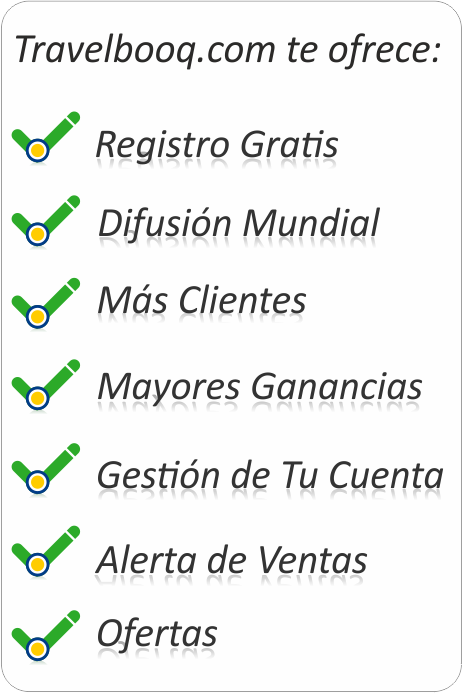 Travelbooq.com te ofrece:
Registro Gratis
Difusión Mundial
Más Clientes
Mayores Ganancias
Gestión de Tu Cuenta
Alerta de Ventas
Ofertas